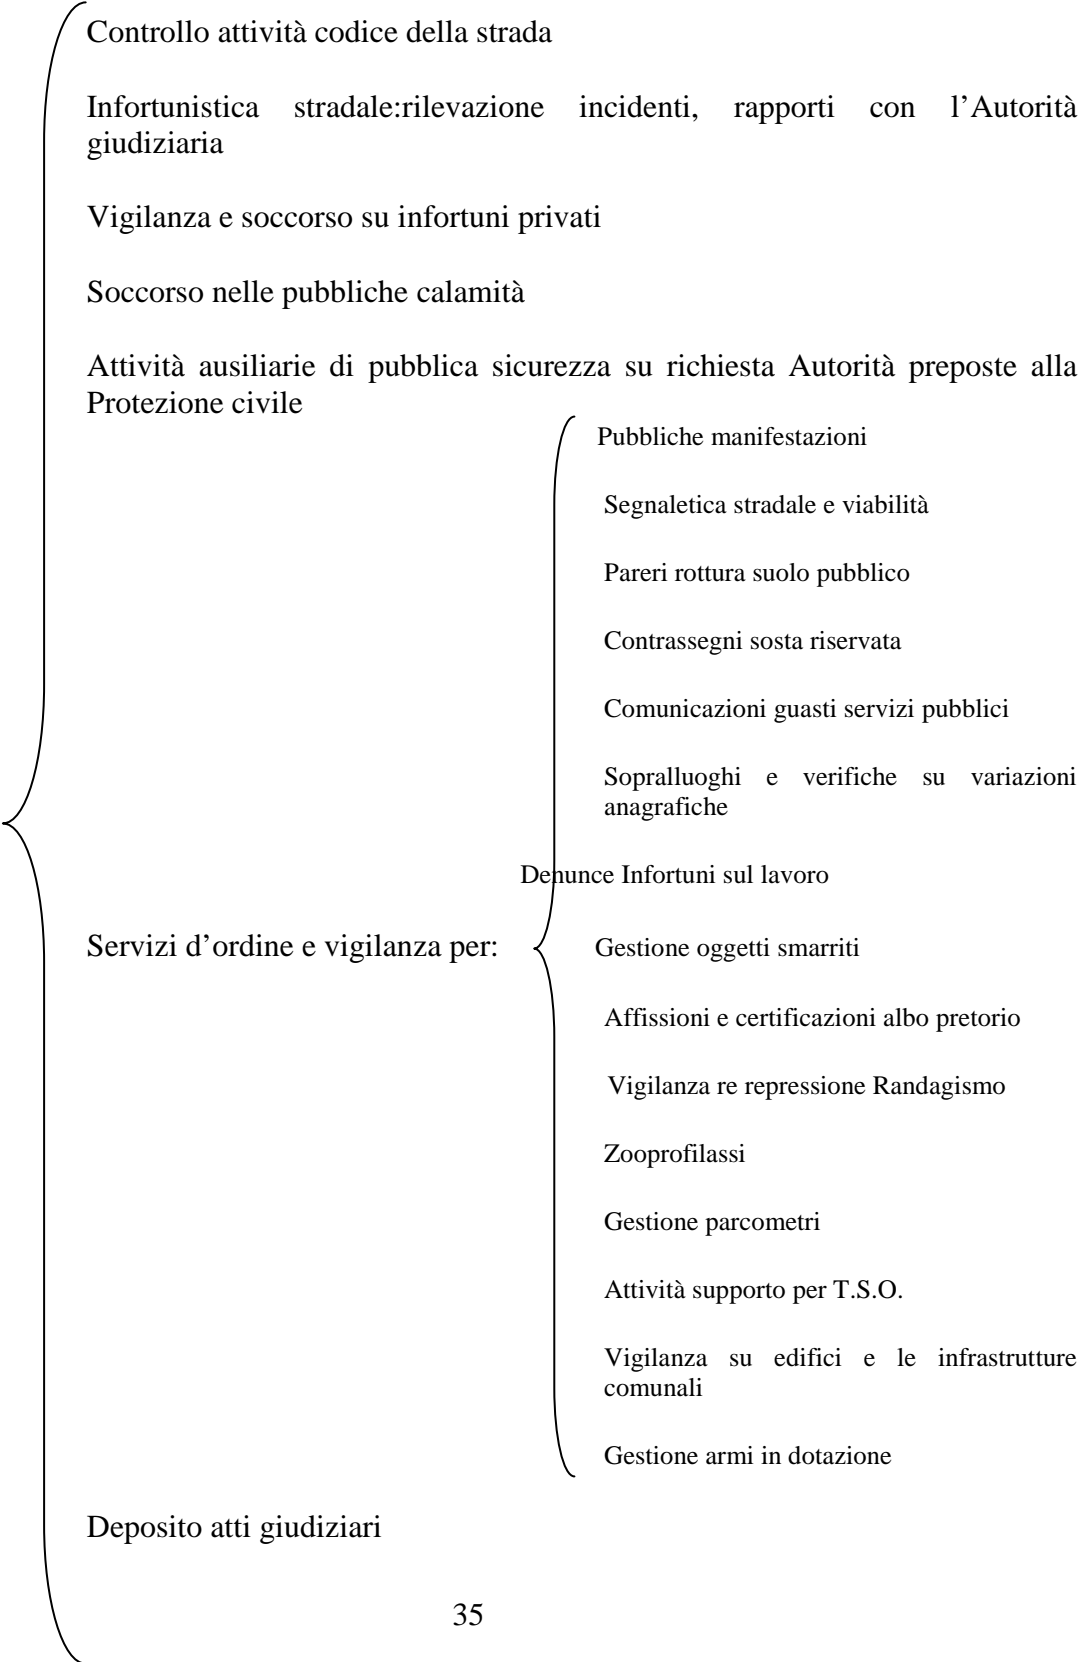 Controllo attività codice della strada
Infortunistica stradale:rilevazione incidenti, rapporti con l’Autorità
giudiziaria
Vigilanza e soccorso su infortuni privati
Soccorso nelle pubbliche calamità
Attività ausiliarie di pubblica sicurezza su richiesta Autorità preposte alla
Protezione civile
Pubbliche manifestazioni
Segnaletica stradale e viabilità
Pareri rottura suolo pubblico
Contrassegni sosta riservata
Comunicazioni guasti servizi pubblici
Sopralluoghi e verifiche su variazioni
anagrafiche
Denunce Infortuni sul lavoro
Servizi d’ordine e vigilanza per:
Gestione oggetti smarriti
Affissioni e certificazioni albo pretorio
Vigilanza re repressione Randagismo
Zooprofilassi
Gestione parcometri
Attività supporto per T.S.O.
Vigilanza su edifici e le infrastrutture
comunali
Gestione armi in dotazione
Deposito atti giudiziari
35